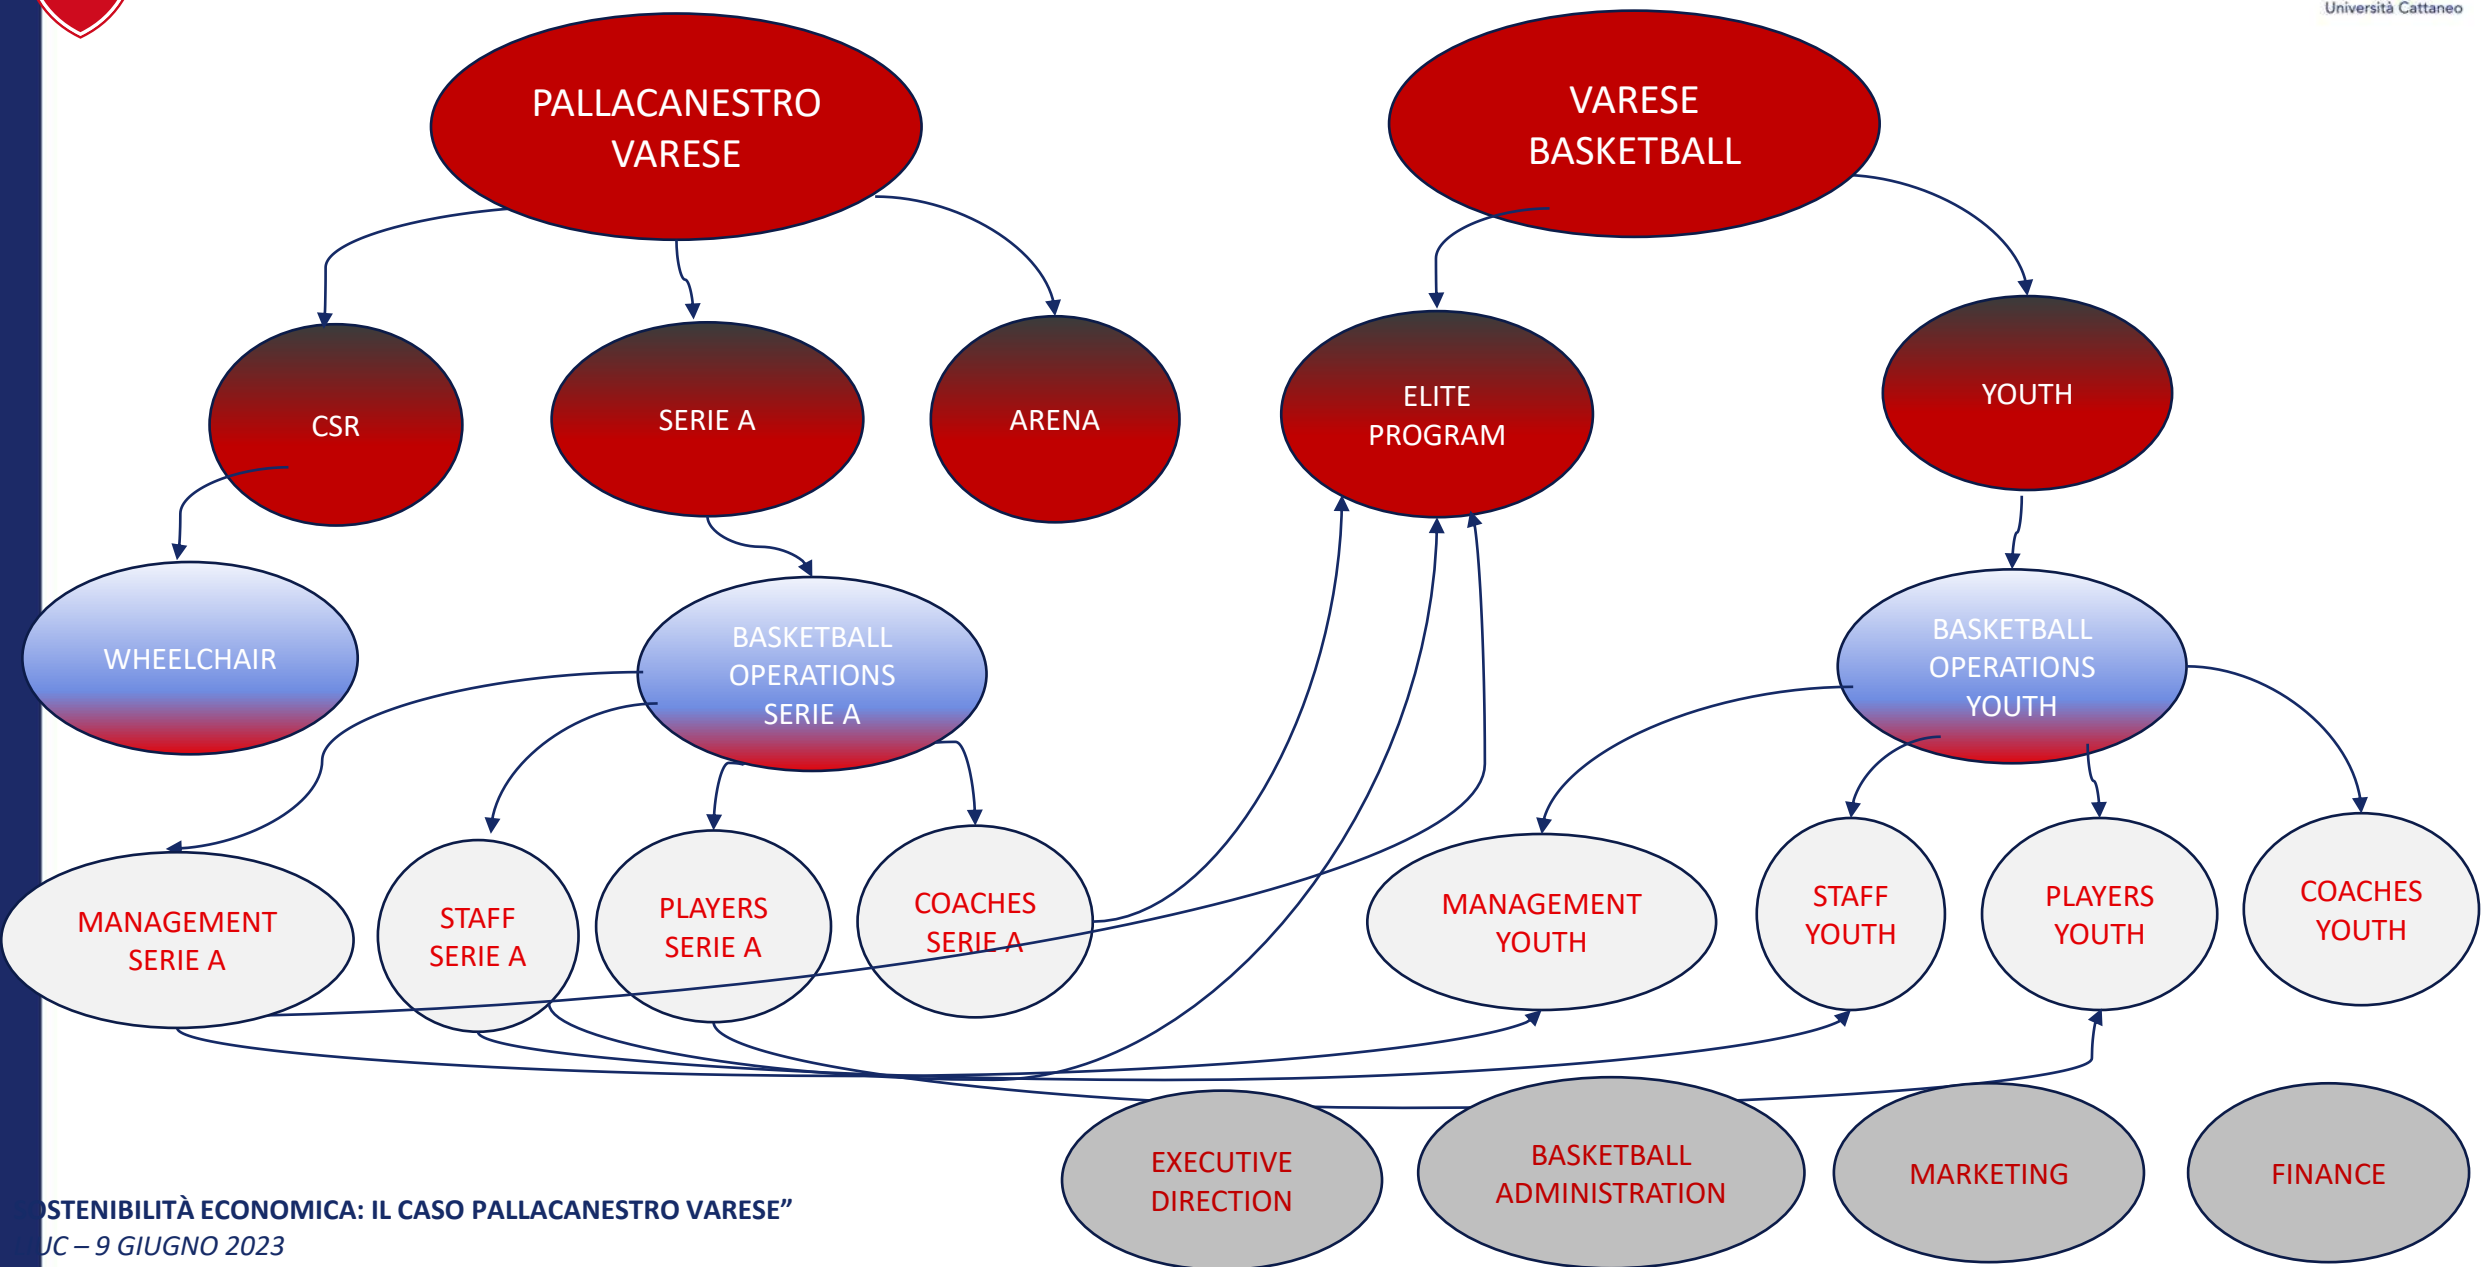 Università Cattaneo
PALLACANESTRO
VARESE
VARESE
BASKETBALL
CSR
SERIE A
ARENA
ELITE
PROGRAM
YOUTH
WHEELCHAIR
BASKETBALL
OPERATIONS
SERIE A
BASKETBALL
OPERATIONS
YOUTH
MANAGEMENT
SERIE A
STAFF
SERIE A
PLAYERS
SERIE A
COACHES
SERIE A
MANAGEMENT
YOUTH
STAFF
YOUTH
PLAYERS
YOUTH
COACHES
YOUTH
EXECUTIVE
DIRECTION
BASKETBALL
ADMINISTRATION
MARKETING
FINANCE
OSTENIBILITÀ ECONOMICA: IL CASO PALLACANESTRO VARESE”
UC – 9 GIUGNO 2023